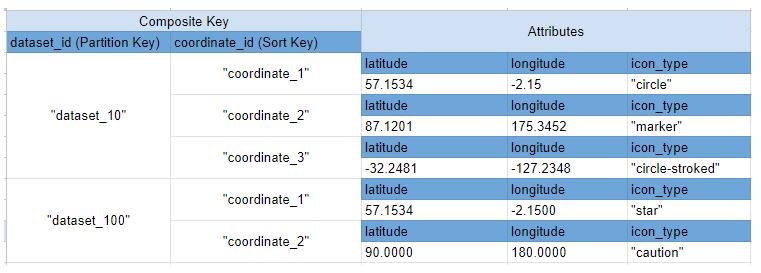 Composite Key
Attributes
dataset_id (Partition Key) coordinate_id (Sort Key)
"dataset_10"
"coordinate_1"
latitude longitude icon_type
57.1534 -2.15 "circle"
"coordinate_2"
latitude longitude icon_type
87.1201 175.3452 "marker"
"coordinate_3"
latitude longitude icon_type
-32.2481 -127.2348 "circle-stroked"
"dataset_100"
"coordinate_1"
latitude longitude icon_type
57.1534 -2.1500 "star"
"coordinate_2"
latitude longitude icon_type
90.0000 180.0000 "caution"